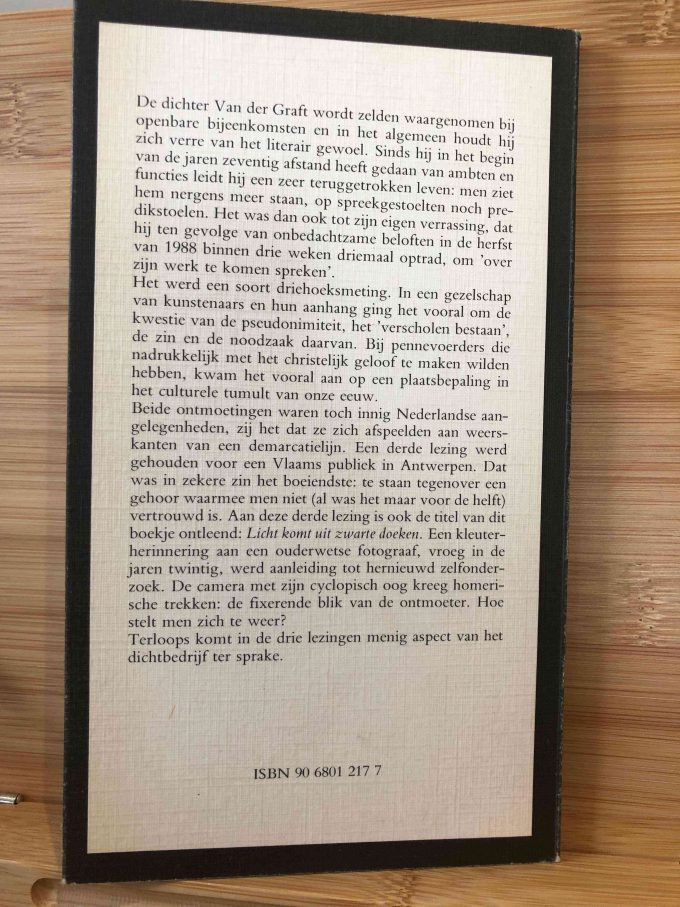 De dichter Van der Graft wordt zelden waargenomen bij
openbare bijeenkomsten en in het algemeen houdt hij
zich verre van het literair gewoel. Sinds hij in het begin
van de jaren zeventig afstand heeft gedaan van ambten en
functies leidt hij een zeer teruggetrokken leven: men ziet
hem nergens meer staan, op spreekgestoelten noch pre-
dikstoelen. Het was dan ook tot zijn eigen verrassing, dat
hij ten gevolge van onbedachtzame beloften in de herfst
van 1988 binnen drie weken driemaal optrad, om 'over
zijn werk te komen spreken'.
Het werd een soort driehoeksmeting. In een gezelschap
van kunstenaars en hun aanhang ging het vooral om de
kwestie van de pseudonimiteit, het 'verscholen bestaan',
de zin en de noodzaak daarvan. Bij pennevoerders die
nadrukkelijk met het christelijk geloof te maken wilden
hebben, kwam het vooral aan op een plaatsbepaling in
het culturele tumult van onze eeuw.
Beide ontmoetingen waren toch innig Nederlandse aan-
gelegenheden, zij het dat ze zich afspeelden aan weers-
kanten van een demarcatielijn. Een derde lezing werd
gehouden voor een Vlaams publiek in Antwerpen. Dat
was in zekere zin het boeiendste: te staan tegenover een
gehoor waarmee men niet (al was het maar voor de helft)
vertrouwd is. Aan deze derde lezing is ook de titel van dit
boekje ontleend: Licht komt uit zwarte doeken. Een kleuter-
herinnering aan een ouderwetse fotograaf, vroeg in de
jaren twintig, werd aanleiding tot hernieuwd zelfonder-
zoek. De camera met zijn cyclopisch oog kreeg homeri-
sche trekken: de fixerende blik van de ontmoeter. Hoe
stelt men zich te weer?
Terloops komt in de drie lezingen menig aspect van het
dichtbedrijf ter sprake.
ISBN 90 6801 217 7